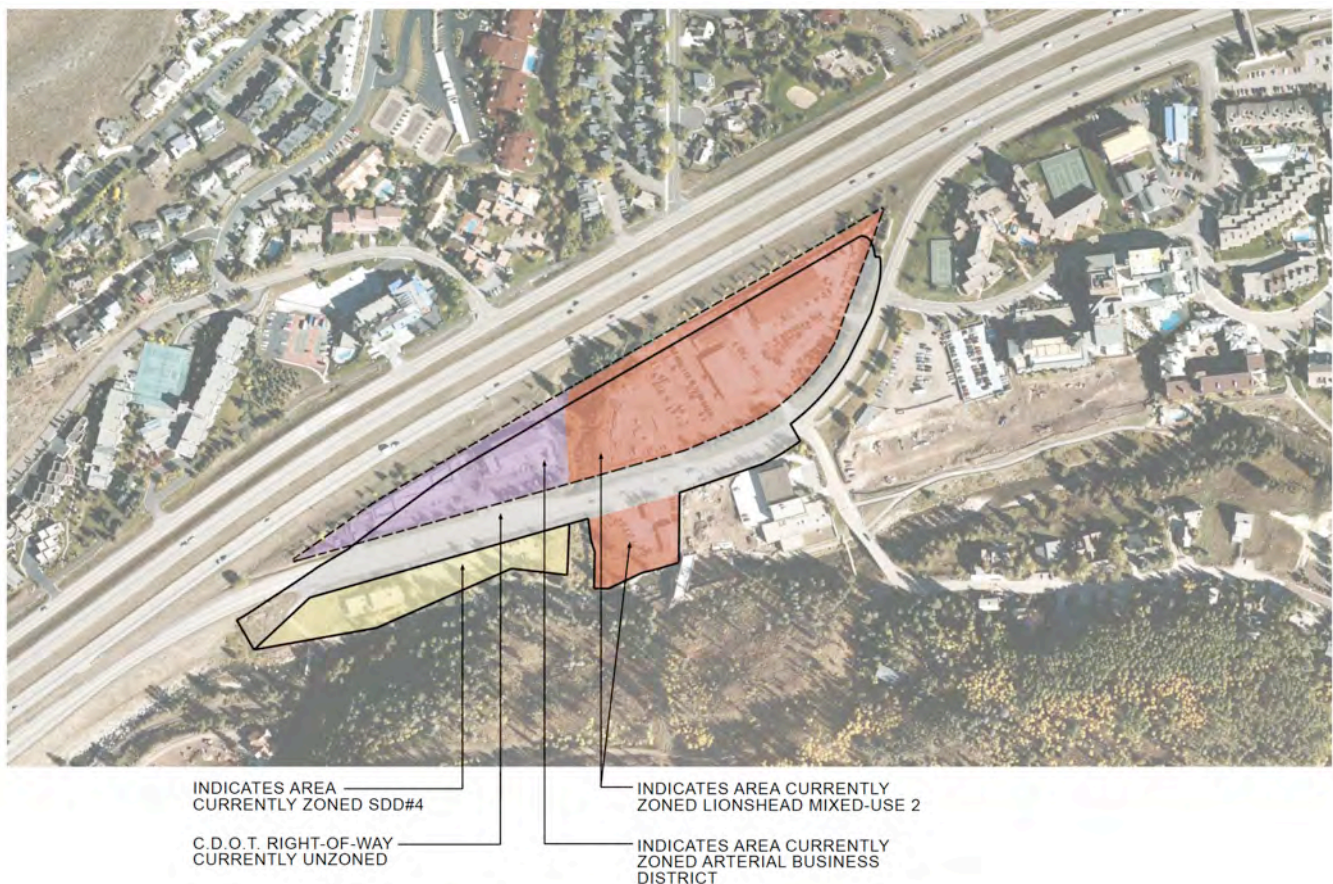 INDICATES AREA
CURRENTLY ZONED SDD#4
C.D.O.T. RIGHT-OF-WAY
CURRENTLY UNZONED
INDICATES AREA CURRENTLY
ZONED LIONSHEAD MIXED-USE 2
INDICATES AREA CURRENTLY
ZONED ARTERIAL BUSINESS
DISTRICT